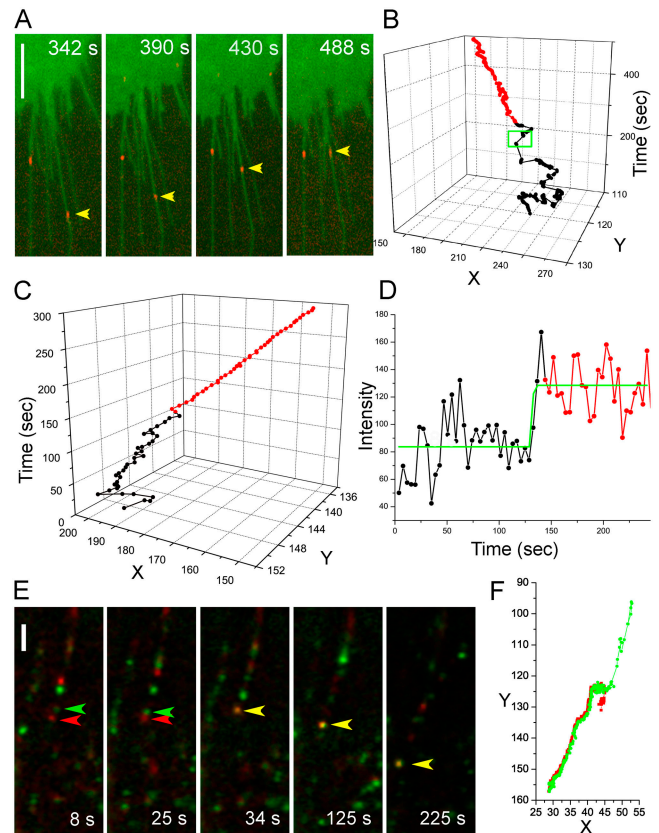 A
342 s
390 s
430 s
488 s
B
400
200
Time (sec)
110
120
130
Y
150
180
210
240
270
X
C
300
250
200
150
100
50
0
Time (sec)
200
190
180
170
160
150
X
136
140
144
148
152
Y
D
180
160
140
120
100
80
60
40
Intensity
0
50
100
150
200
Time (sec)
E
8 s
25 s
34 s
125 s
225 s
F
90
100
110
120
130
140
150
160
Y
25
30
35
40
45
50
55
X